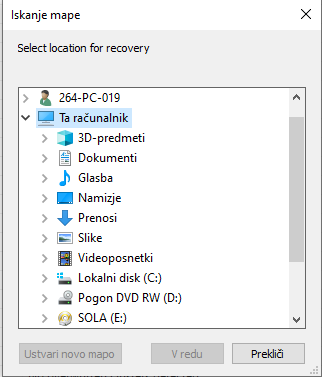 Iskanje mape
Select location for recovery
264-PC-019
Ta računalnik
3D-predmeti
Dokumenti
Glasba
Namizje
Prenosi
Slike
Videoposnetki
Lokalni disk (C:)
Pogon DVD RW (D:)
SOLA (E:)
Ustvari novo mapo
V redu
Prekliči